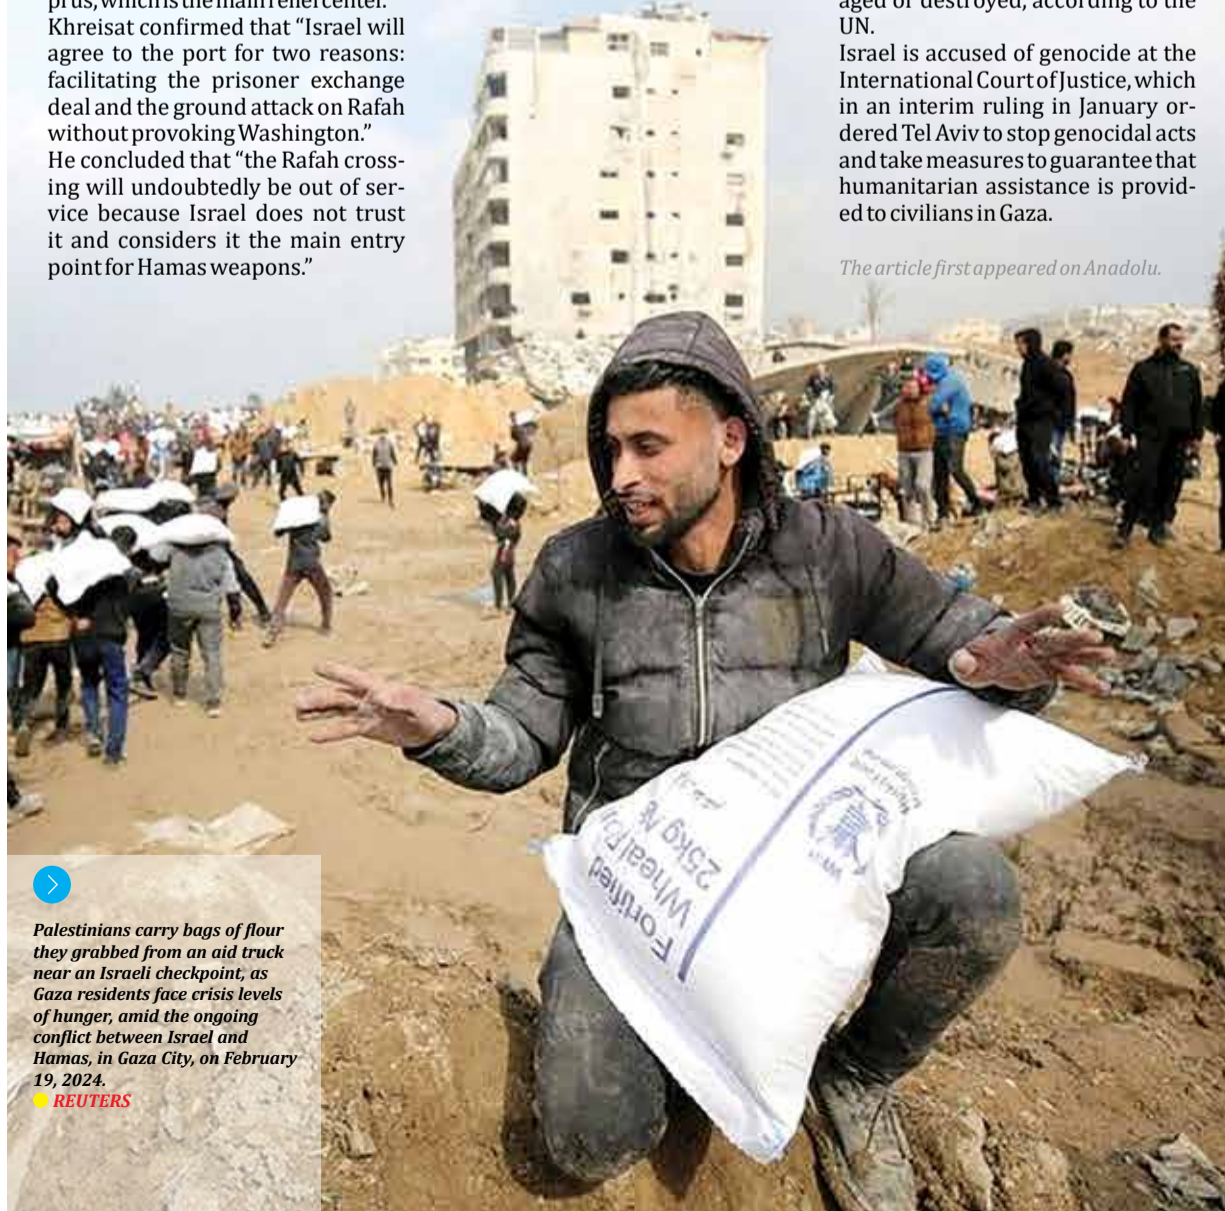 Khreisat confirmed that “Israel will
agree to the port for two reasons:
facilitating the prisoner exchange
deal and the ground attack on Rafah
without provoking Washington.”
He concluded that “the Rafah cross-
ing will undoubtedly be out of ser-
vice because Israel does not trust
it and considers it the main entry
point for Hamas weapons.”
aged or destroyed, according to the
UN.
Israel is accused of genocide at the
International Court of Justice, which
in an interim ruling in January or-
dered Tel Aviv to stop genocidal acts
and take measures to guarantee that
humanitarian assistance is provid-
ed to civilians in Gaza.
The article first appeared on Anadolu.
Palestinians carry bags of flour
they grabbed from an aid truck
near an Israeli checkpoint, as
Gaza residents face crisis levels
of hunger, amid the ongoing
conflict between Israel and
Hamas, in Gaza City, on February
19, 2024.
REUTERS
Fortified
Wheat
25kg